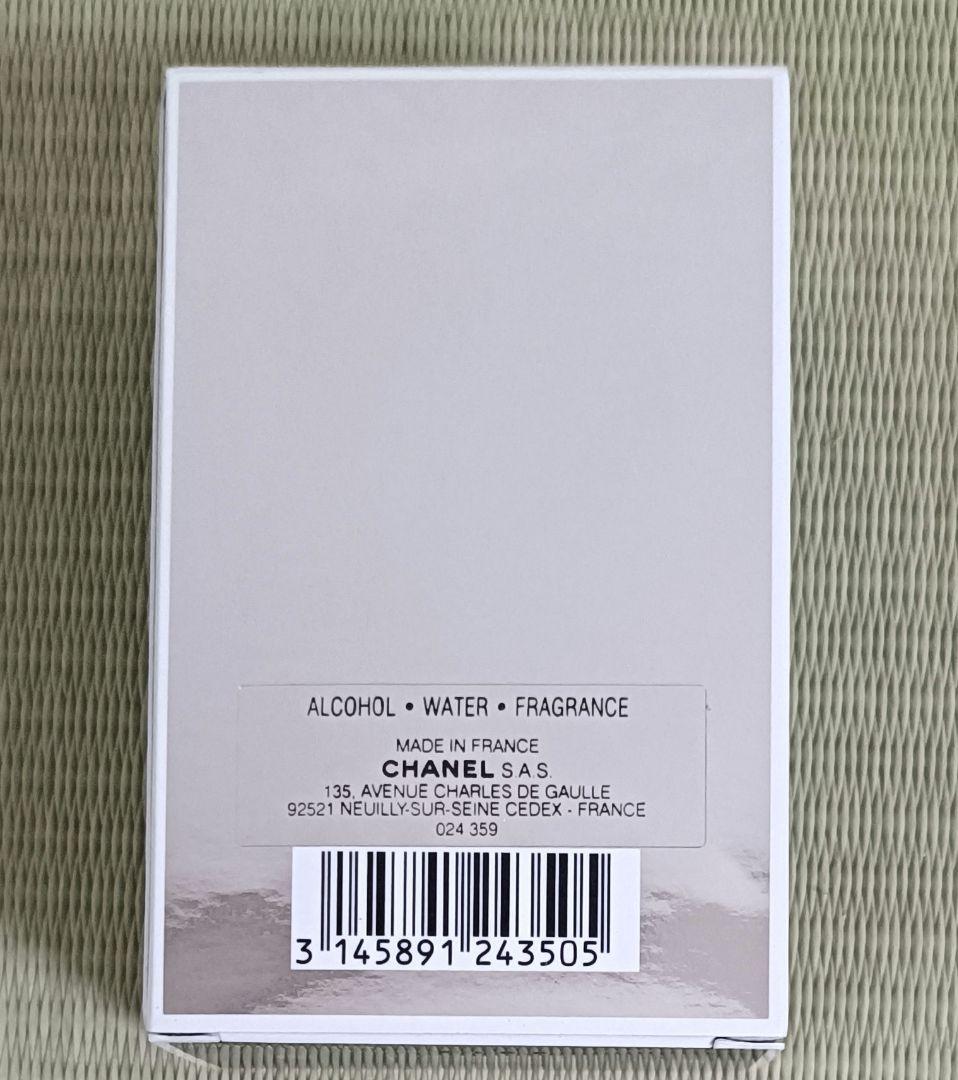 ALCOHOL • WATER • FRAGRANCE
MADE IN FRANCE
CHANEL S.A.S.
135, AVENUE CHARLES DE GAULLE
92521 NEUILLY-SUR-SEINE CEDEX - FRANCE
024 359
3 145891 243505